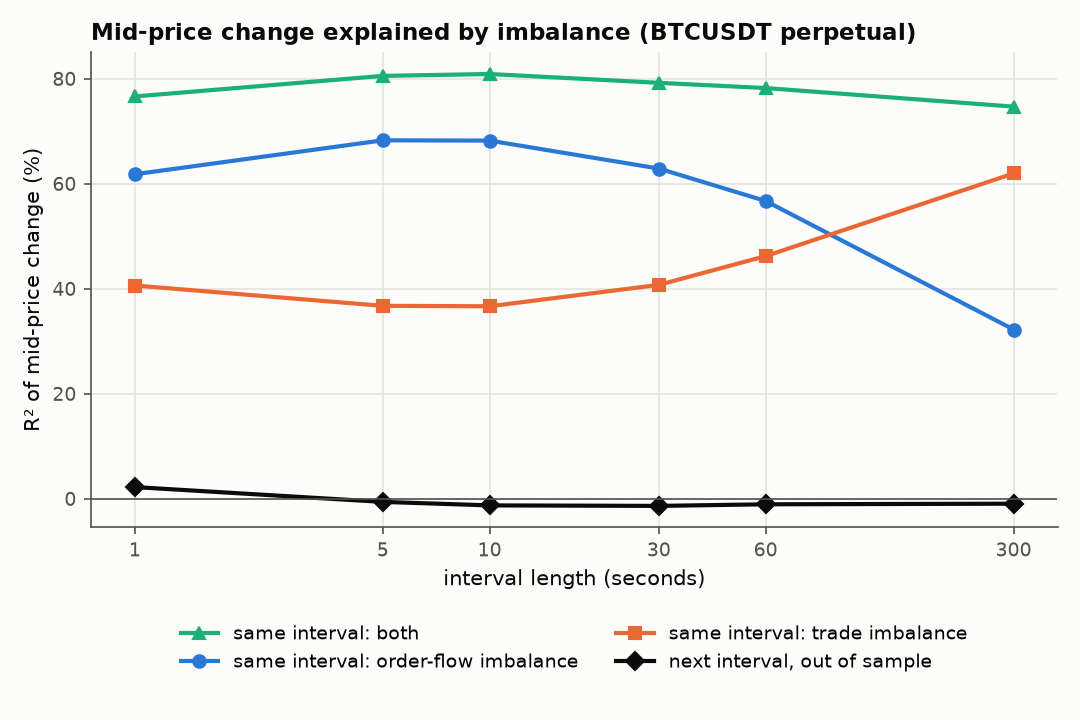 Mid-price change explained by imbalance (BTCUSDT perpetual)
R² of mid-price change (%)
80
60
40
20
0
1 5 10 30 60 300
interval length (seconds)
same interval: both
same interval: order-flow imbalance
same interval: trade imbalance
next interval, out of sample